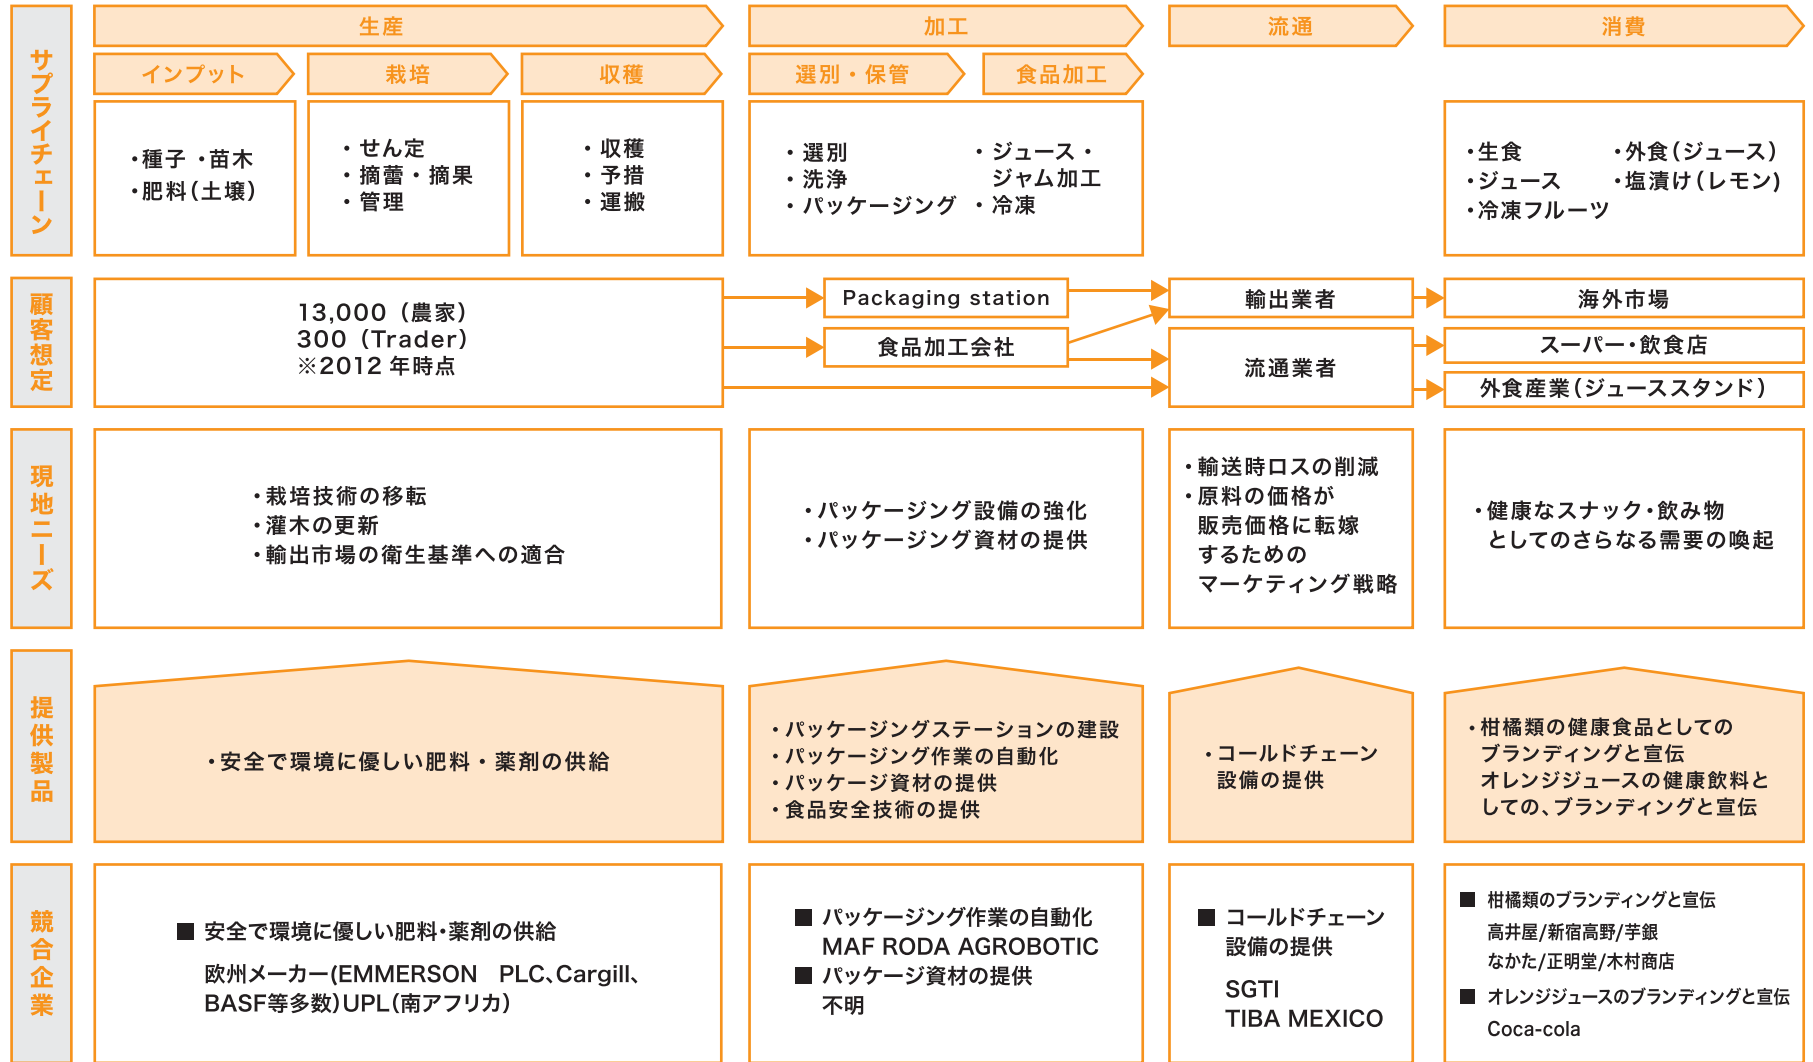 サプライチェーン
生産
加工
流通
消費
インプット
栽培
収穫
選別・保管
食品加工
・種子 ・苗木
・肥料（土壌）
・せん定
・摘蕾・摘果
・管理
・収穫
・予措
・運搬
・選別
・洗浄
・パッケージング
・ジュース・
ジャム加工
・冷凍
・生食
・ジュース
・冷凍フルーツ
・外食（ジュース）
・塩漬け（レモン)
顧客想定
13,000（農家）
300（Trader）
※2012 年時点
Packaging station
食品加工会社
輸出業者
流通業者
海外市場
スーパー・飲食店
外食産業（ジューススタンド）
現地ニーズ
・栽培技術の移転
・灌木の更新
・輸出市場の衛生基準への適合
・パッケージング設備の強化
・パッケージング資材の提供
・輸送時ロスの削減
・原料の価格が
販売価格に転嫁
するための
マーケティング戦略
・健康なスナック・飲み物
としてのさらなる需要の喚起
提供製品
・安全で環境に優しい肥料・薬剤の供給
・パッケージングステーションの建設
・パッケージング作業の自動化
・パッケージ資材の提供
・食品安全技術の提供
・コールドチェーン
設備の提供
・柑橘類の健康食品としての
ブランディングと宣伝
オレンジジュースの健康飲料と
しての、ブランディングと宣伝
競合企業
■ 安全で環境に優しい肥料・薬剤の供給
欧州メーカー(EMMERSON　PLC、Cargill、
BASF等多数）UPL（南アフリカ）
■ パッケージング作業の自動化
MAF RODA AGROBOTIC
■ パッケージ資材の提供
不明
■ コールドチェーン
設備の提供
SGTI
TIBA MEXICO
■ 柑橘類のブランディングと宣伝
高井屋/新宿高野/芋銀
なかた/正明堂/木村商店
■ オレンジジュースのブランディングと宣伝
Coca-cola